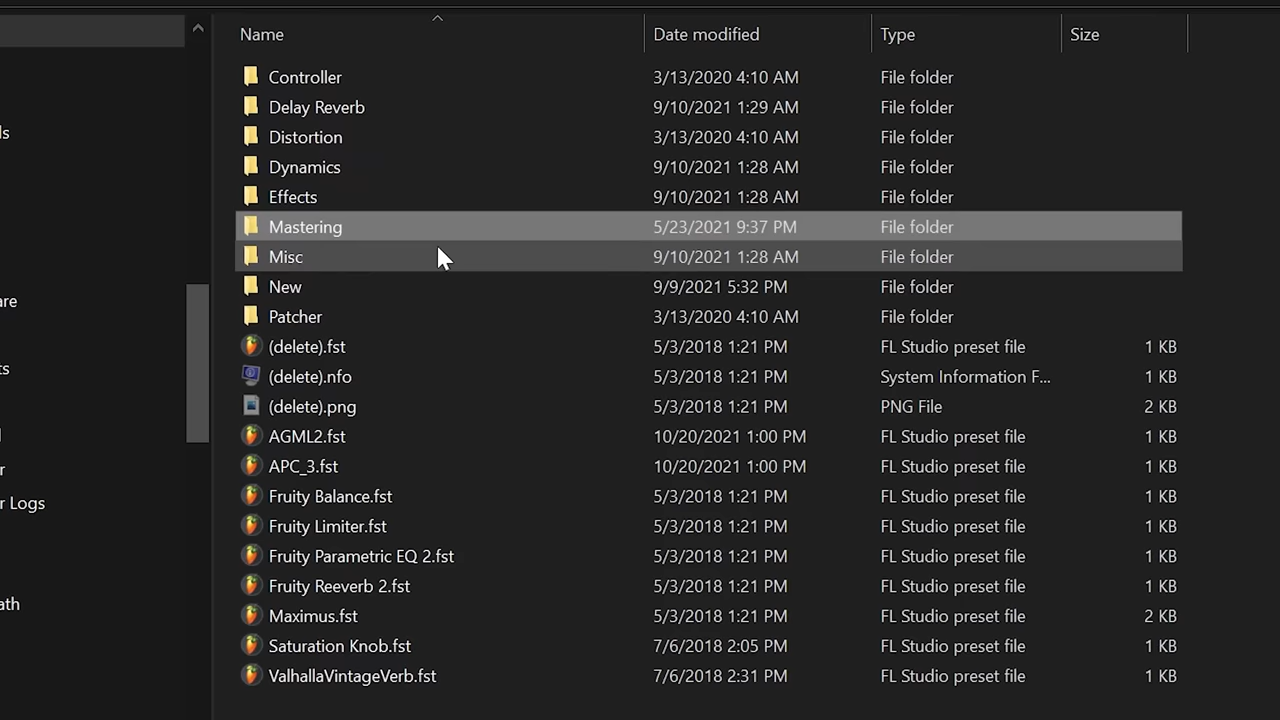 Name Date modified Type Size
Controller 3/13/2020 4:10 AM File folder
Delay Reverb 9/10/2021 1:29 AM File folder
ls
Distortion 3/13/2020 4:10 AM File folder
Dynamics 9/10/2021 1:28 AM File folder
Effects 9/10/2021 1:28 AM File folder
Mastering 5/23/2021 9:37 PM File folder
Misc 9/10/2021 1:28 AM File folder
New 9/9/2021 5:32 PM File folder
are
Patcher 3/13/2020 4:10 AM File folder
(delete).fst 5/3/2018 1:21 PM FL Studio preset file 1 KB
ts
(delete).nfo 5/3/2018 1:21 PM System Information F... 1 KB
(delete).png 5/3/2018 1:21 PM PNG File 2 KB
AGML2.fst 10/20/2021 1:00 PM FL Studio preset file 1 KB
r
APC_3.fst 10/20/2021 1:00 PM FL Studio preset file 1 KB
Fruity Balance.fst 5/3/2018 1:21 PM FL Studio preset file 1 KB
r Logs
Fruity Limiter.fst 5/3/2018 1:21 PM FL Studio preset file 1 KB
Fruity Parametric EQ 2.fst 5/3/2018 1:21 PM FL Studio preset file 1 KB
Fruity Reeverb 2.fst 5/3/2018 1:21 PM FL Studio preset file 1 KB
ath
Maximus.fst 5/3/2018 1:21 PM FL Studio preset file 2 KB
Saturation Knob.fst 7/6/2018 2:05 PM FL Studio preset file 1 KB
ValhallaVintageVerb.fst 7/6/2018 2:31 PM FL Studio preset file 1 KB